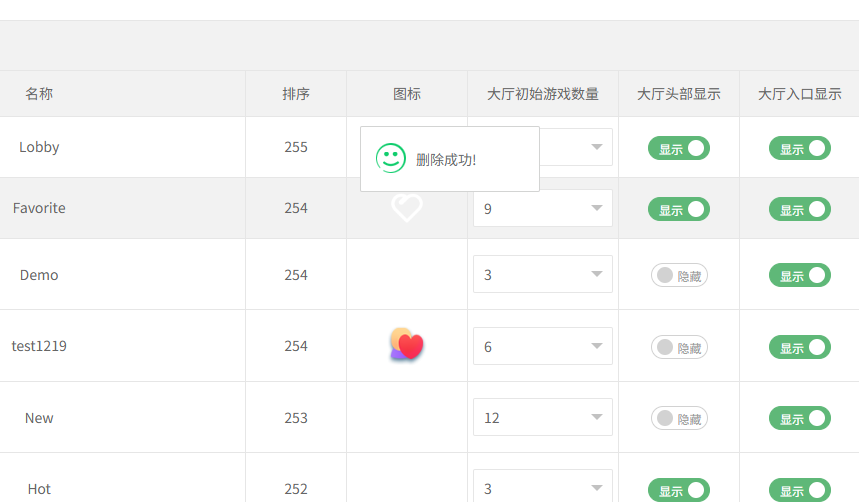 名称 排序 图标 大厅初始游戏数量 大厅头部显示 大厅入口显示
Lobby 255 显示 显示
删除成功!
Favorite 254 9 显示 显示
Demo 254 3 隐藏 显示
test1219 254 6 隐藏 显示
New 253 12 隐藏 显示
Hot 252 3 显示 显示